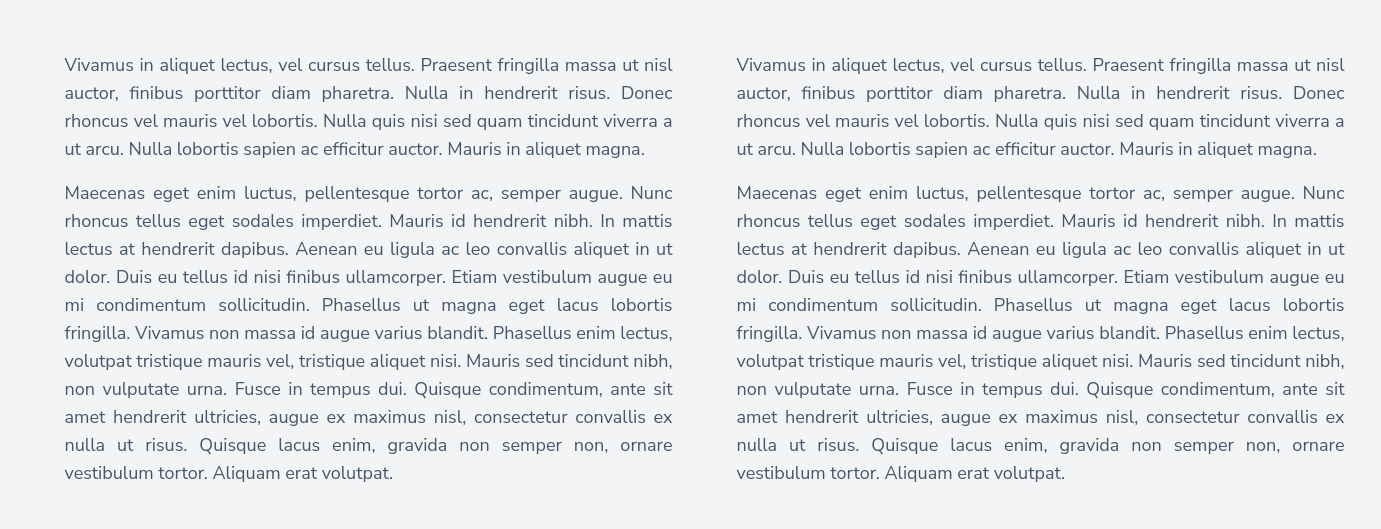 Vivamus in aliquet lectus, vel cursus tellus. Praesent fringilla massa ut nisl
auctor, finibus porttitor diam pharetra. Nulla in hendrerit risus. Donec
rhoncus vel mauris vel lobortis. Nulla quis nisi sed quam tincidunt viverra a
ut arcu. Nulla lobortis sapien ac efficitur auctor. Mauris in aliquet magna.
Maecenas eget enim luctus, pellentesque tortor ac, semper augue. Nunc
rhoncus tellus eget sodales imperdiet. Mauris id hendrerit nibh. In mattis
lectus at hendrerit dapibus. Aenean eu ligula ac leo convallis aliquet in ut
dolor. Duis eu tellus id nisi finibus ullamcorper. Etiam vestibulum augue eu
mi condimentum sollicitudin. Phasellus ut magna eget lacus lobortis
fringilla. Vivamus non massa id augue varius blandit. Phasellus enim lectus,
volutpat tristique mauris vel, tristique aliquet nisi. Mauris sed tincidunt nibh,
non vulputate urna. Fusce in tempus dui. Quisque condimentum, ante sit
amet hendrerit ultricies, augue ex maximus nisl, consectetur convallis ex
nulla ut risus. Quisque lacus enim, gravida non semper non, ornare
vestibulum tortor. Aliquam erat volutpat.
Vivamus in aliquet lectus, vel cursus tellus. Praesent fringilla massa ut nisl
auctor, finibus porttitor diam pharetra. Nulla in hendrerit risus. Donec
rhoncus vel mauris vel lobortis. Nulla quis nisi sed quam tincidunt viverra a
ut arcu. Nulla lobortis sapien ac efficitur auctor. Mauris in aliquet magna.
Maecenas eget enim luctus, pellentesque tortor ac, semper augue. Nunc
rhoncus tellus eget sodales imperdiet. Mauris id hendrerit nibh. In mattis
lectus at hendrerit dapibus. Aenean eu ligula ac leo convallis aliquet in ut
dolor. Duis eu tellus id nisi finibus ullamcorper. Etiam vestibulum augue eu
mi condimentum sollicitudin. Phasellus ut magna eget lacus lobortis
fringilla. Vivamus non massa id augue varius blandit. Phasellus enim lectus,
volutpat tristique mauris vel, tristique aliquet nisi. Mauris sed tincidunt nibh,
non vulputate urna. Fusce in tempus dui. Quisque condimentum, ante sit
amet hendrerit ultricies, augue ex maximus nisl, consectetur convallis ex
nulla ut risus. Quisque lacus enim, gravida non semper non, ornare
vestibulum tortor. Aliquam erat volutpat.